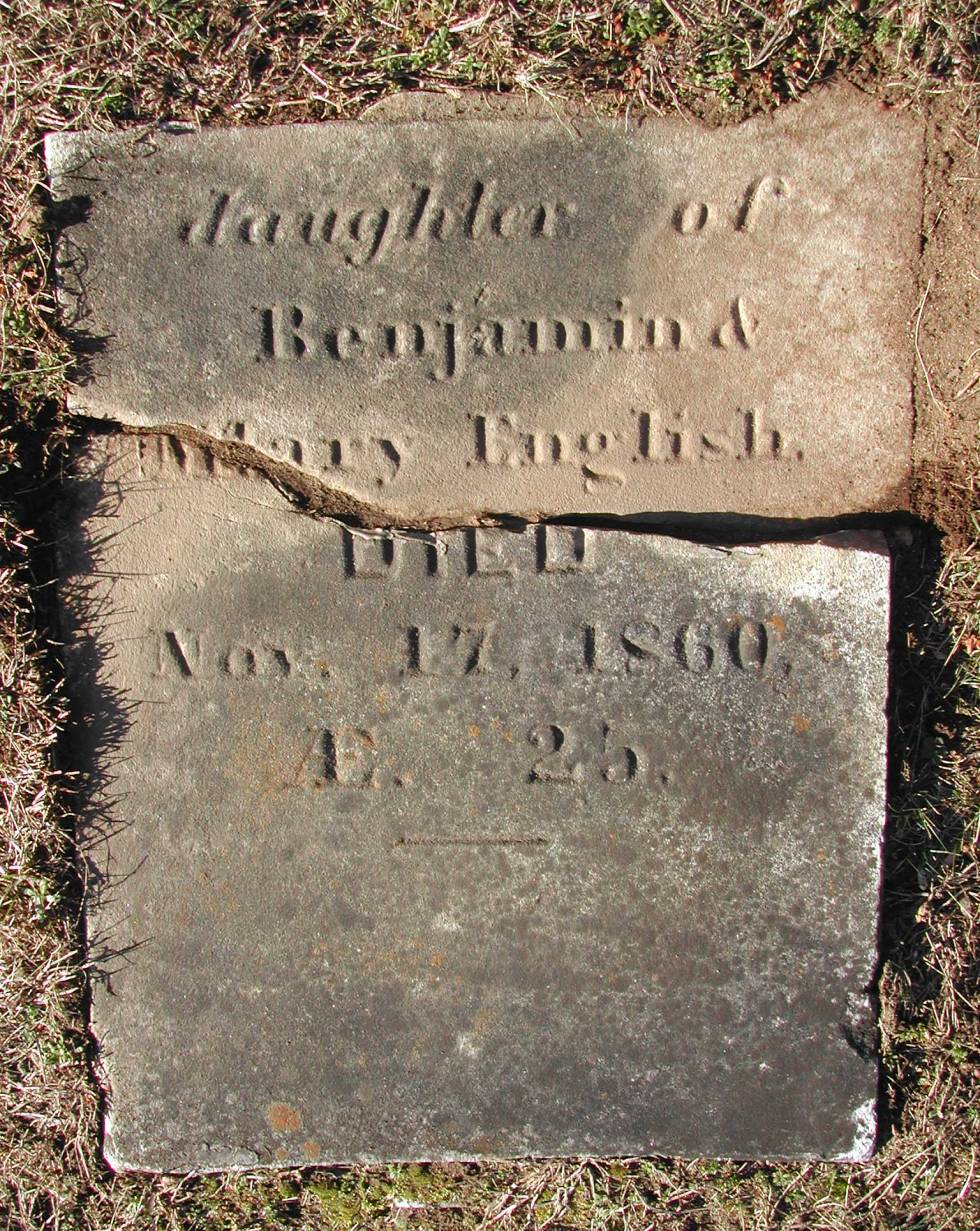 daughter of
Benjamin &
Mary English.
DIED
Nov. 17, 1860,
Æ. 25.